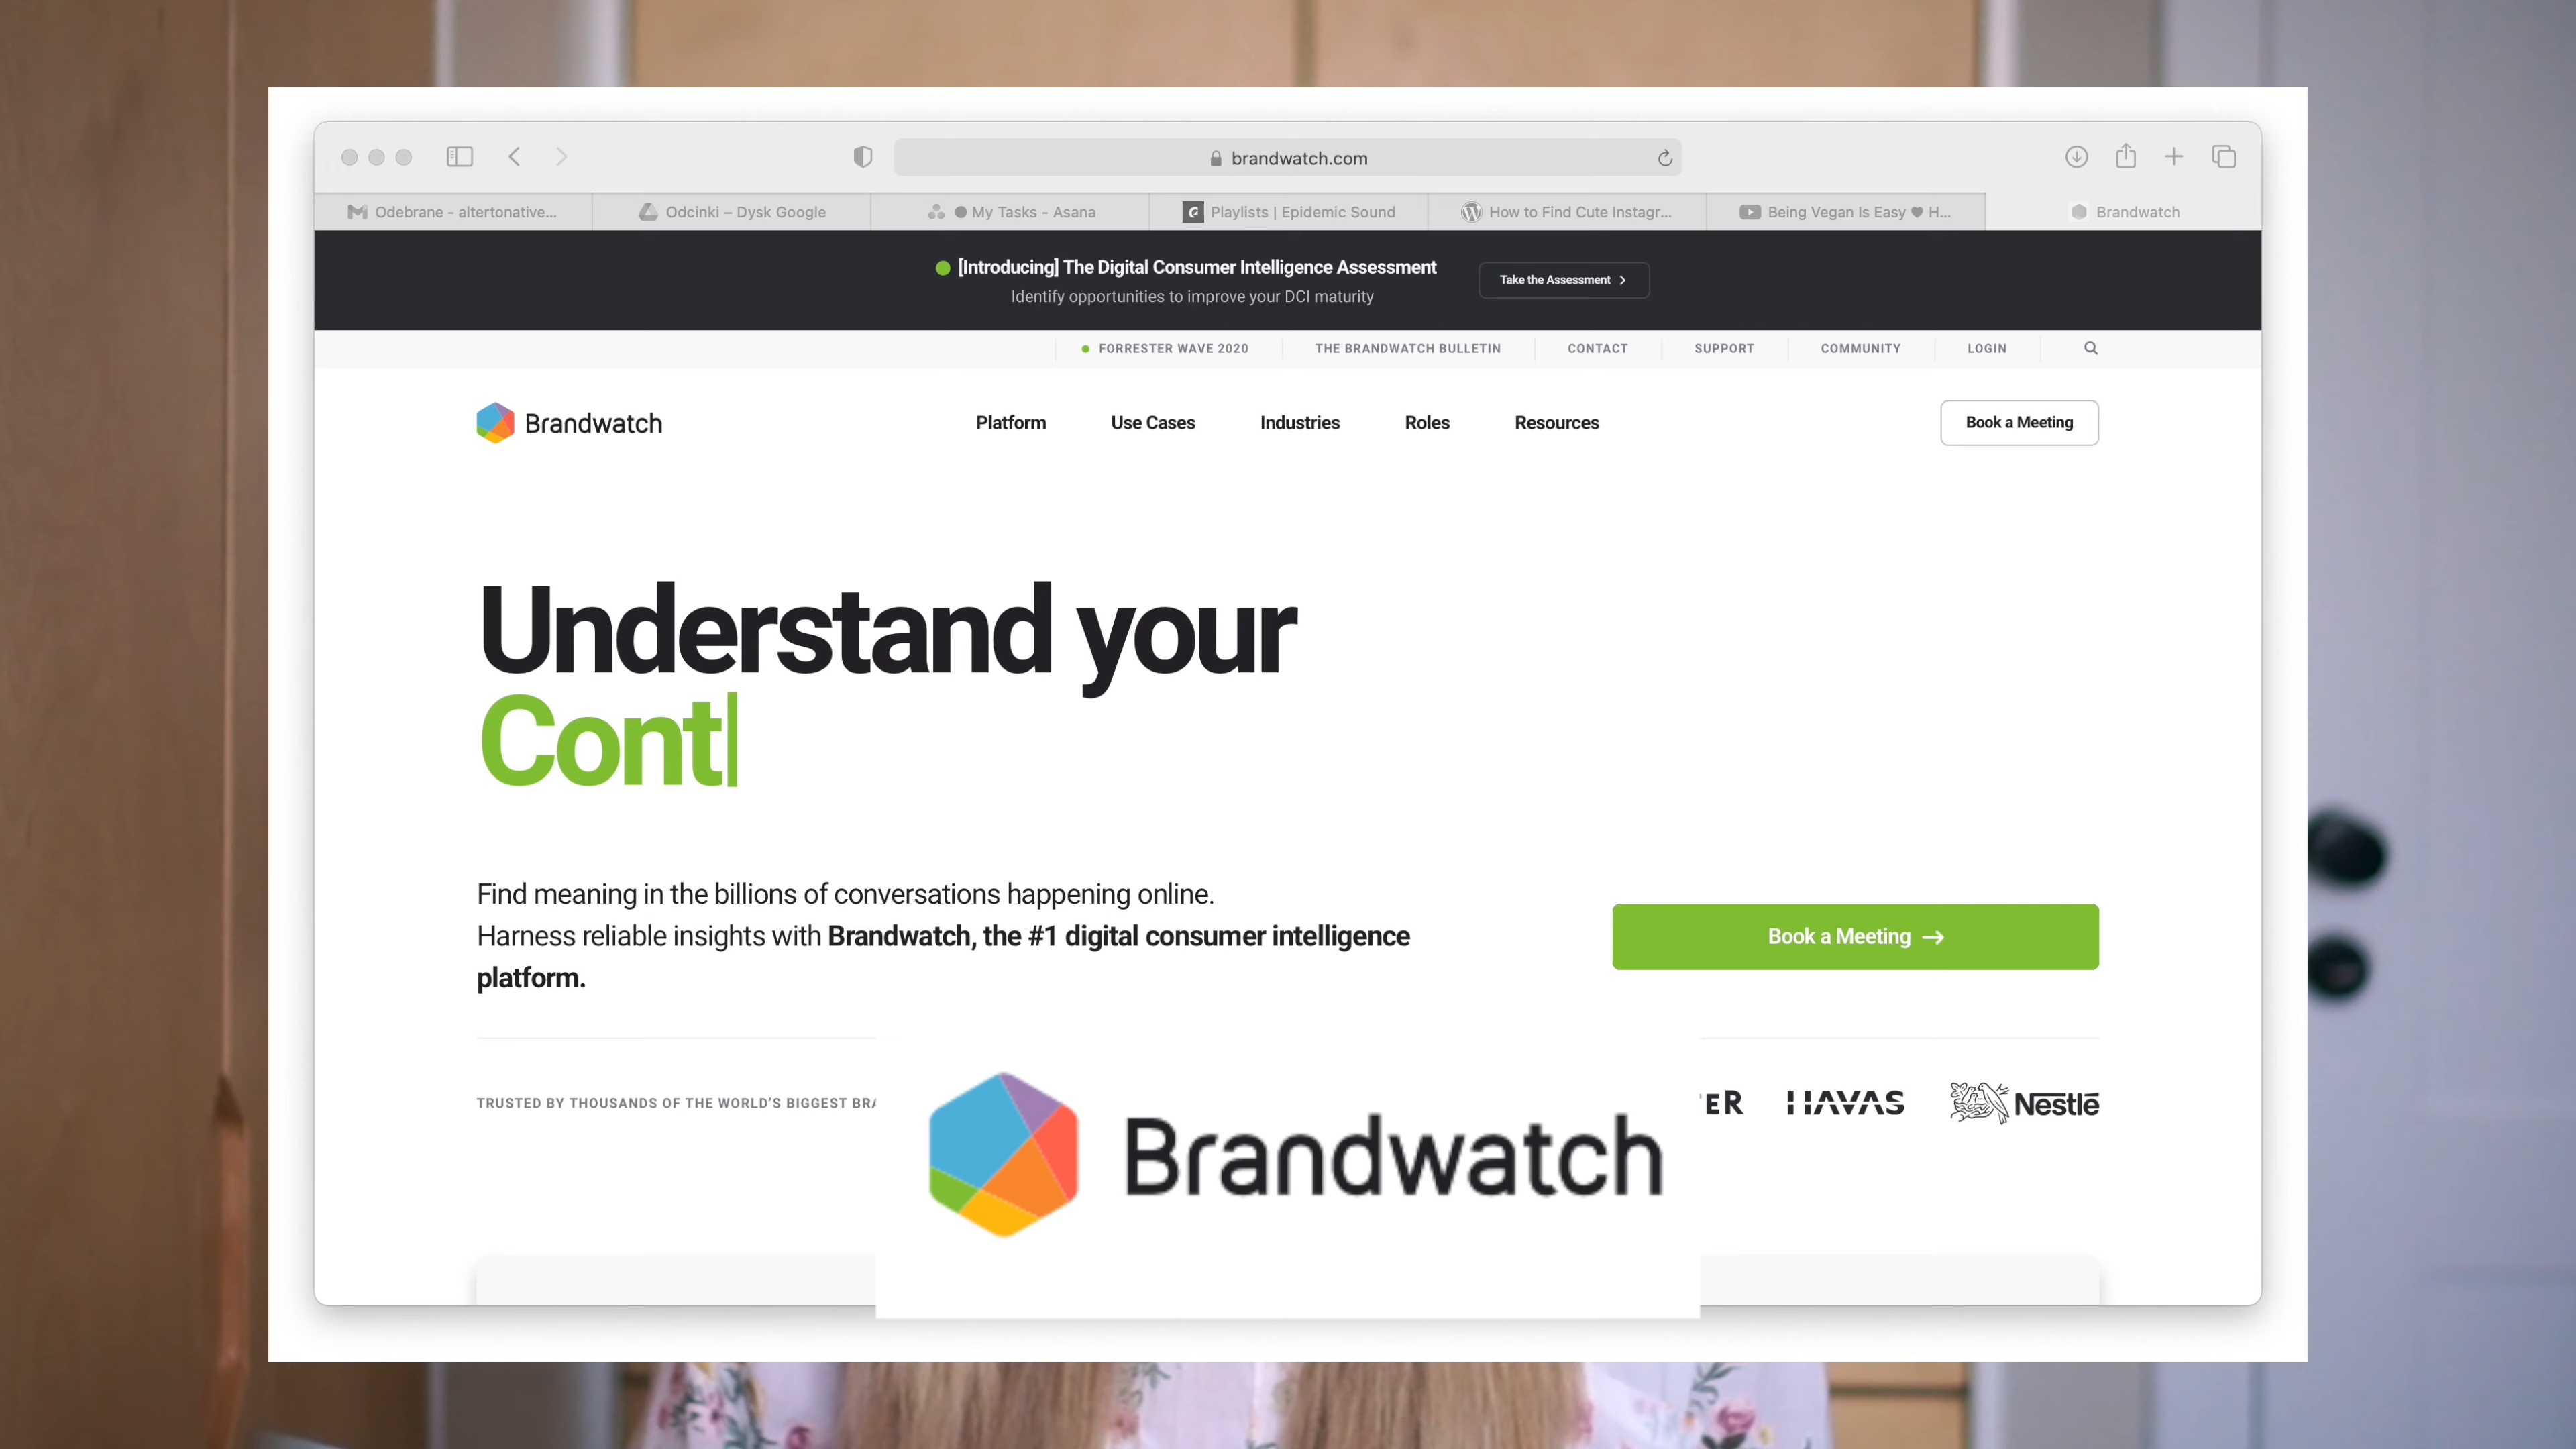 brandwatch.com
Odebrane - altertonative...
Odcinki – Dysk Google
My Tasks - Asana
Playlists | Epidemic Sound
How to Find Cute Instagr...
Being Vegan Is Easy ♥ H...
Brandwatch
[Introducing] The Digital Consumer Intelligence Assessment
Identify opportunities to improve your DCI maturity
Take the Assessment
FORRESTER WAVE 2020
THE BRANDWATCH BULLETIN
CONTACT
SUPPORT
COMMUNITY
LOGIN
Brandwatch
Platform
Use Cases
Industries
Roles
Resources
Book a Meeting
Understand your
Cont
Find meaning in the billions of conversations happening online.
Harness reliable insights with Brandwatch, the #1 digital consumer intelligence
platform.
Book a Meeting →
TRUSTED BY THOUSANDS OF THE WORLD'S BIGGEST
HAVAS
Nestlé
Brandwatch